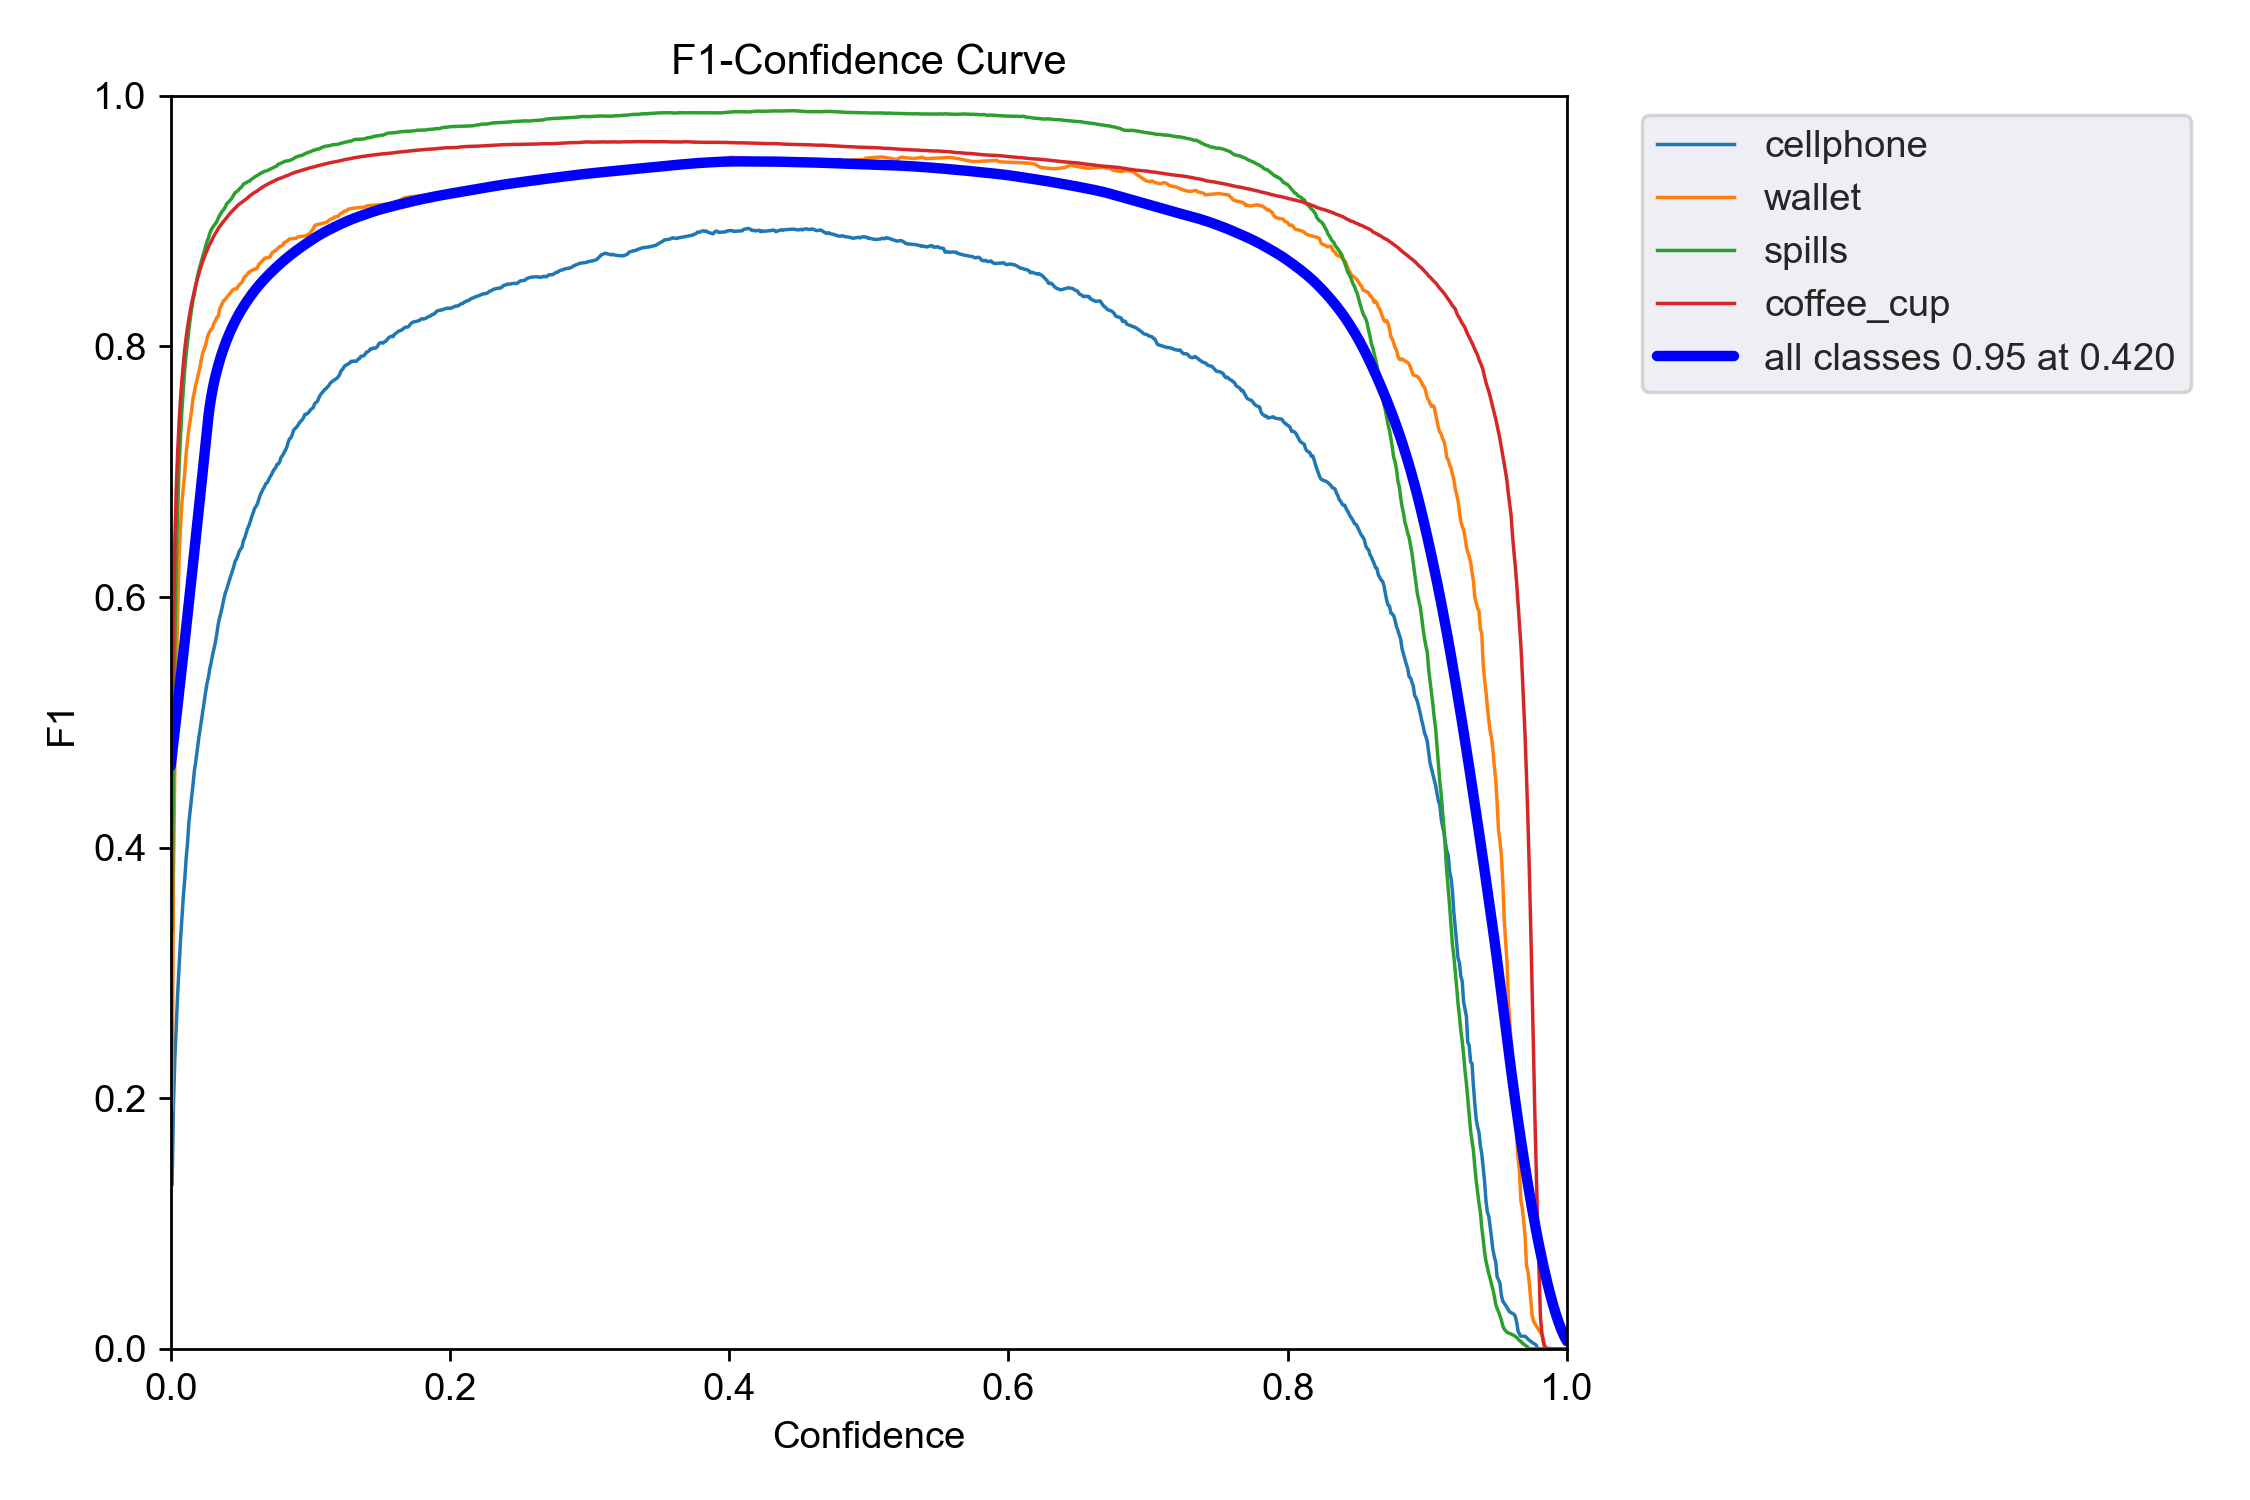 F1-Confidence Curve
1.0
0.8
0.6
0.4
0.2
0.0
F1
0.0 0.2 0.4 0.6 0.8 1.0
Confidence
cellphone
wallet
spills
coffee_cup
all classes 0.95 at 0.420